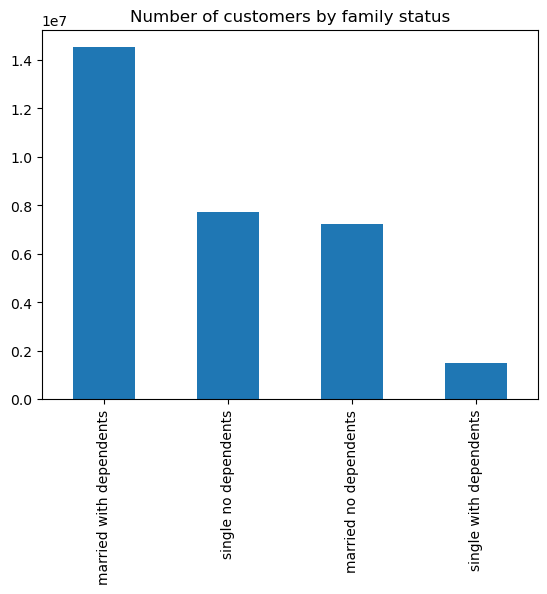 Number of customers by family status
1e7
1.4
1.2
1.0
0.8
0.6
0.4
0.2
0.0
married with dependents
single no dependents
married no dependents
single with dependents